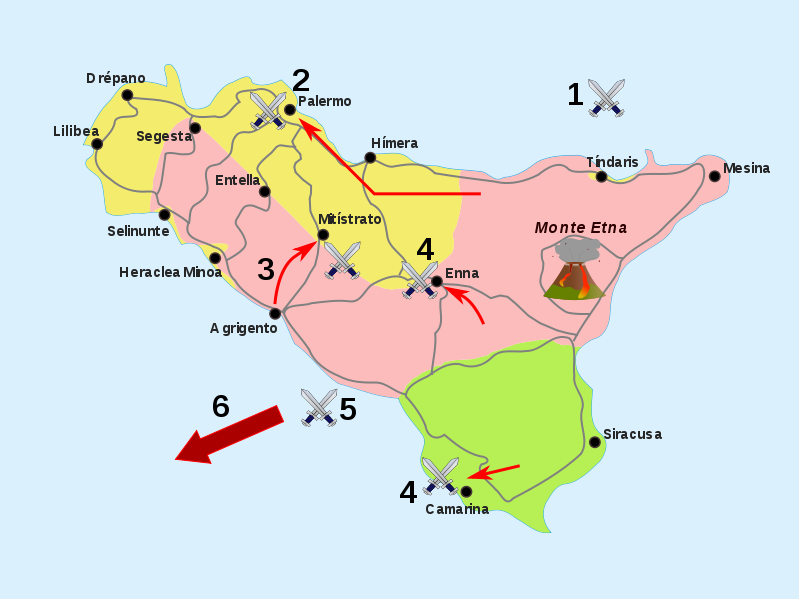 Drépano
2
Palermo
1
Lilibea
Segesta
Hímera
Tíndaris
Mesina
Entella
Selinunte
Mitístrato
Monte Etna
Heraclea Minoa
3
4
Enna
Agrigento
6
5
Siracusa
4
Camarina